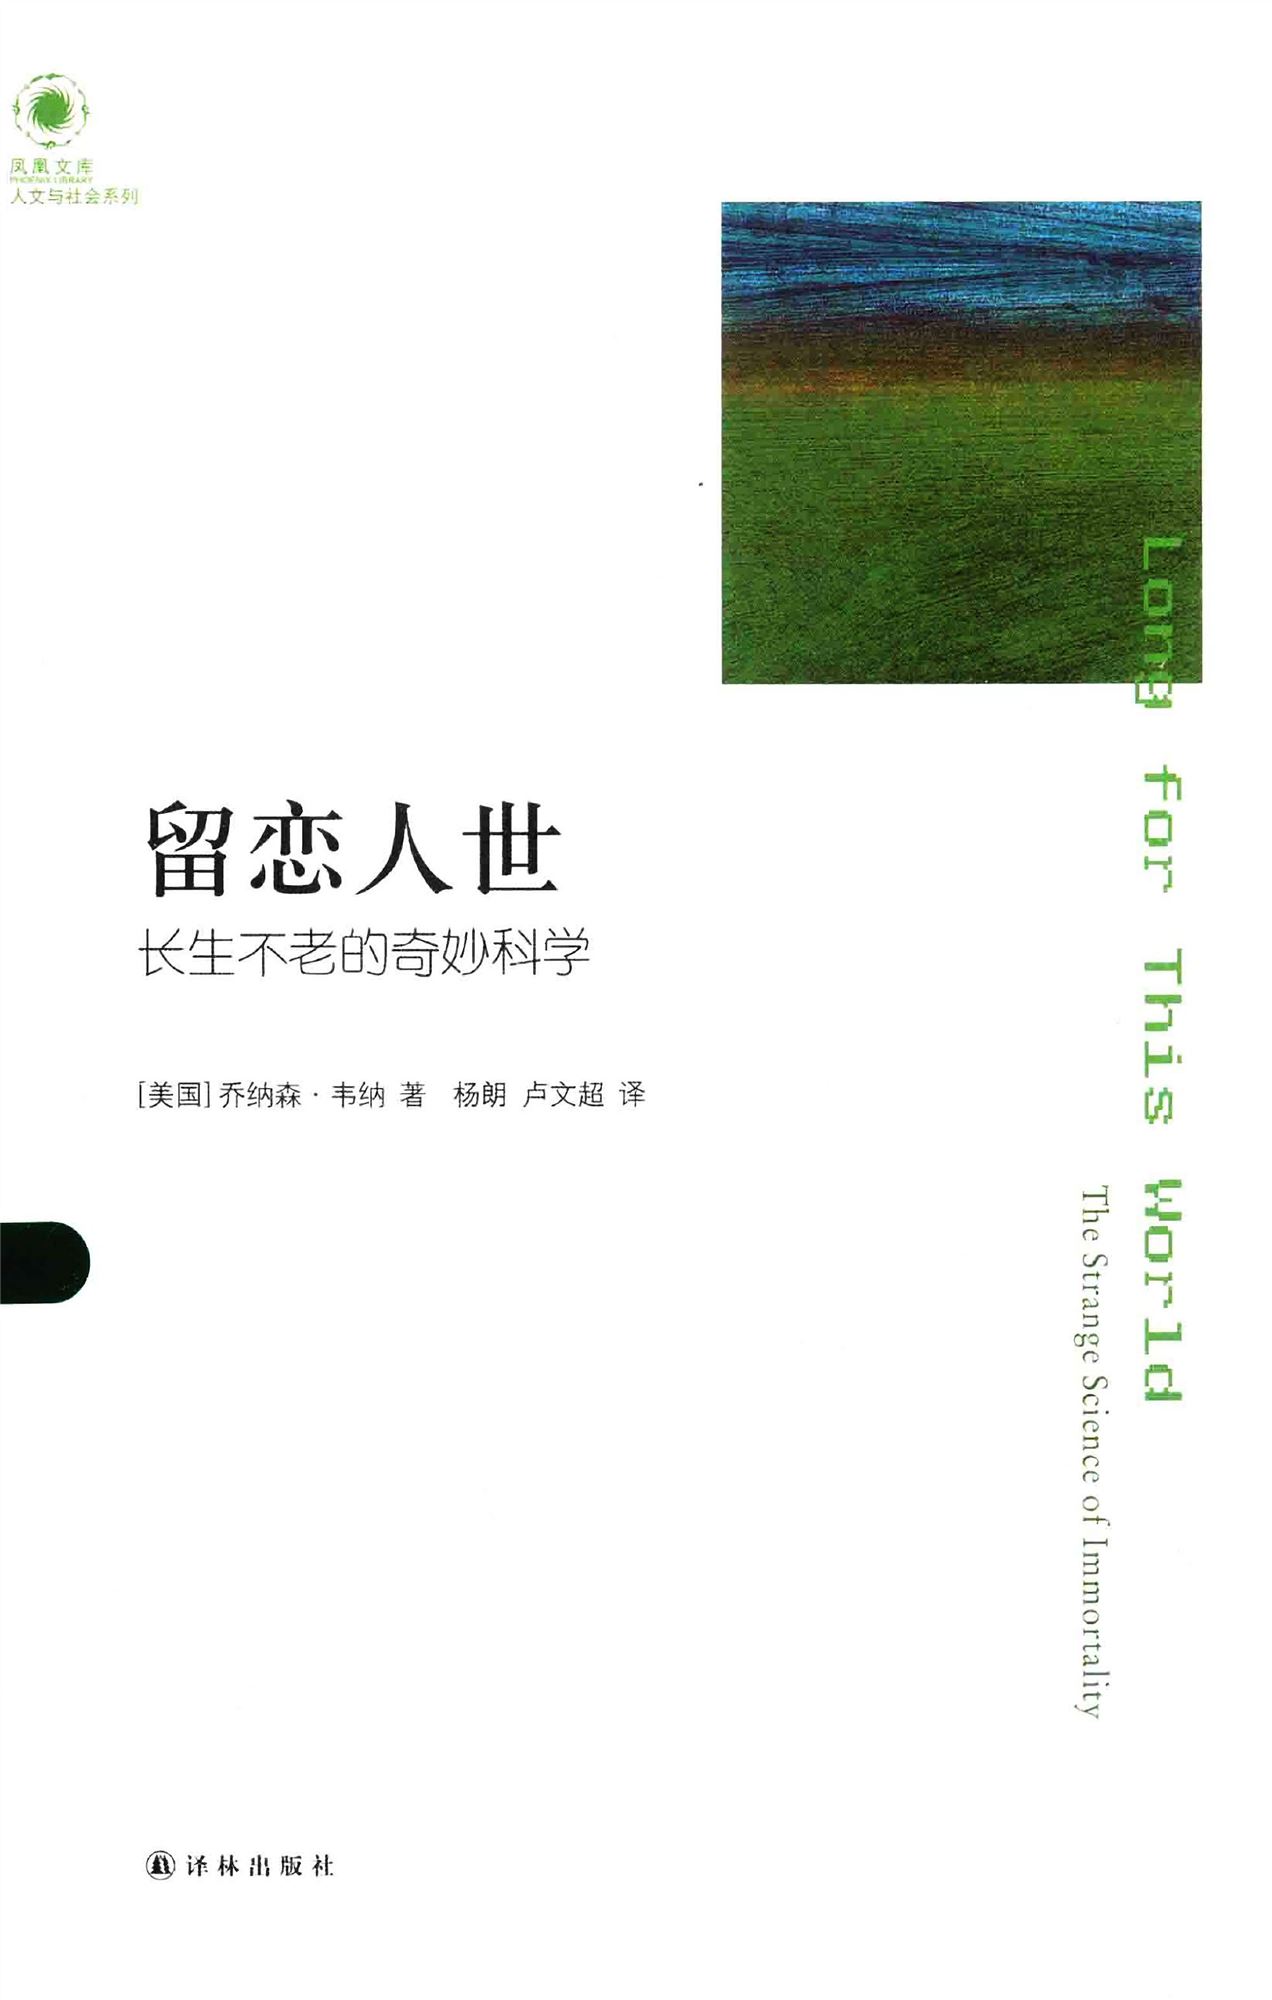 凤凰文库
PHOENIX LIBRARY
人文与社会系列
留恋人世
长生不老的奇妙科学
[美国]乔纳森·韦纳 著 杨朗 卢文超 译
Long for This World
The Strange Science of Immortality
译林出版社